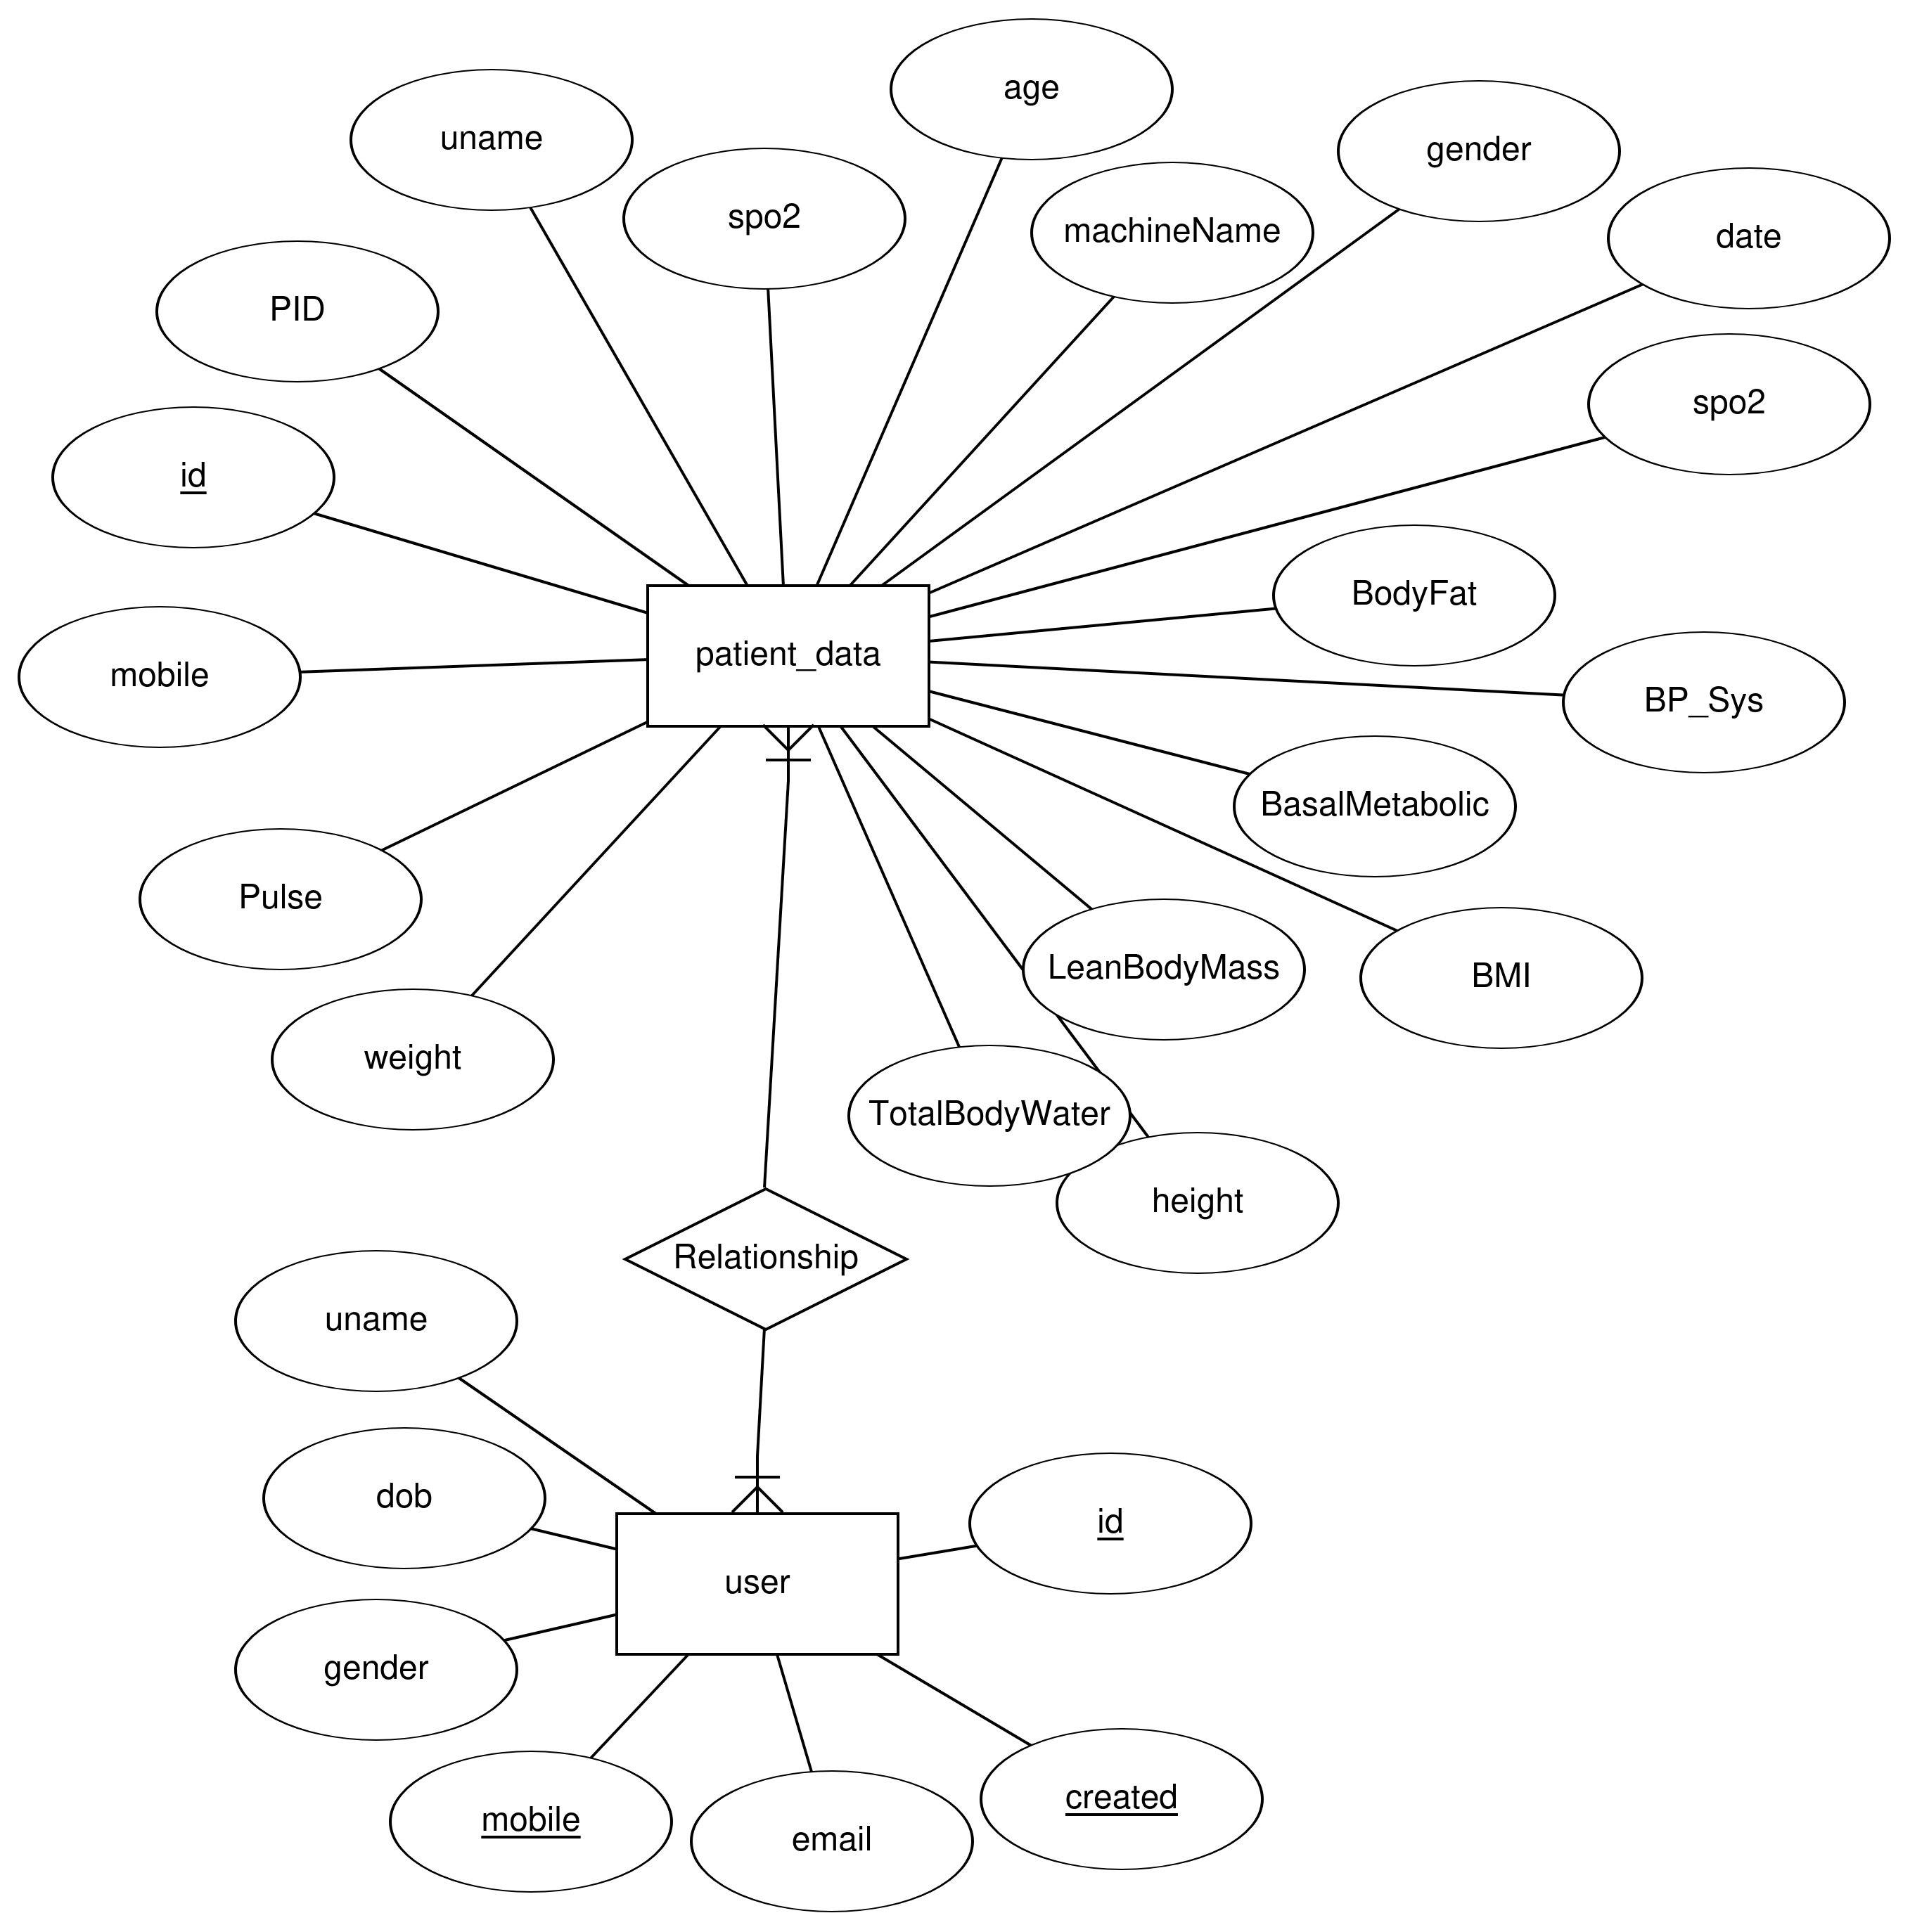 age
uname
gender
spo2
machineName
date
PID
spo2
id
BodyFat
patient_data
mobile
BP_Sys
BasalMetabolic
Pulse
LeanBodyMass
BMI
weight
TotalBodyWater
height
Relationship
uname
dob
id
user
gender
created
mobile
email